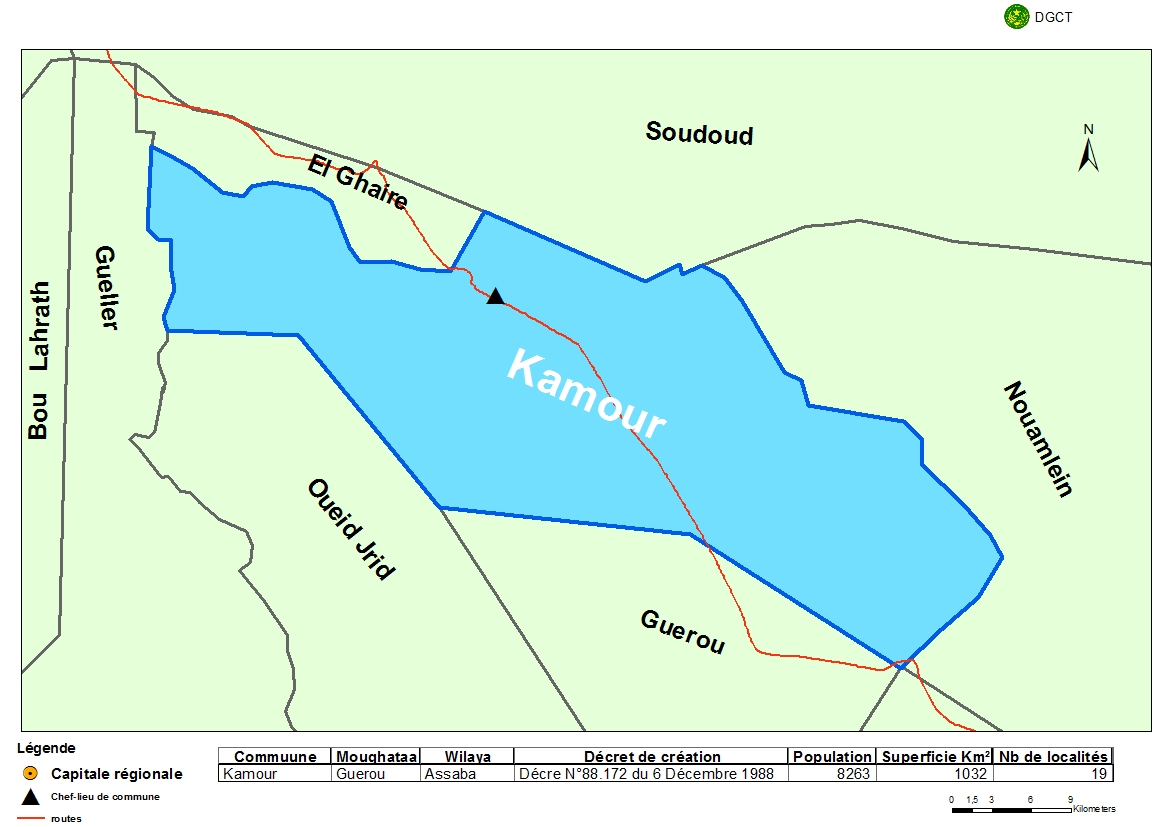 DGCT
Soudoud
N
El Ghaire
Gueller
Bou Lahrath
Kamour
Nouamlein
Oueid Jrid
Guerou
Légende
Capitale régionale
Chef-lieu de commune
routes
Commuune Moughataa Wilaya Décret de création Population Superficie Km² Nb de localités
Kamour Guerou Assaba Décre N°88.172 du 6 Décembre 1988 8263 1032 19
0 1,5 3 6 9
Kilometers